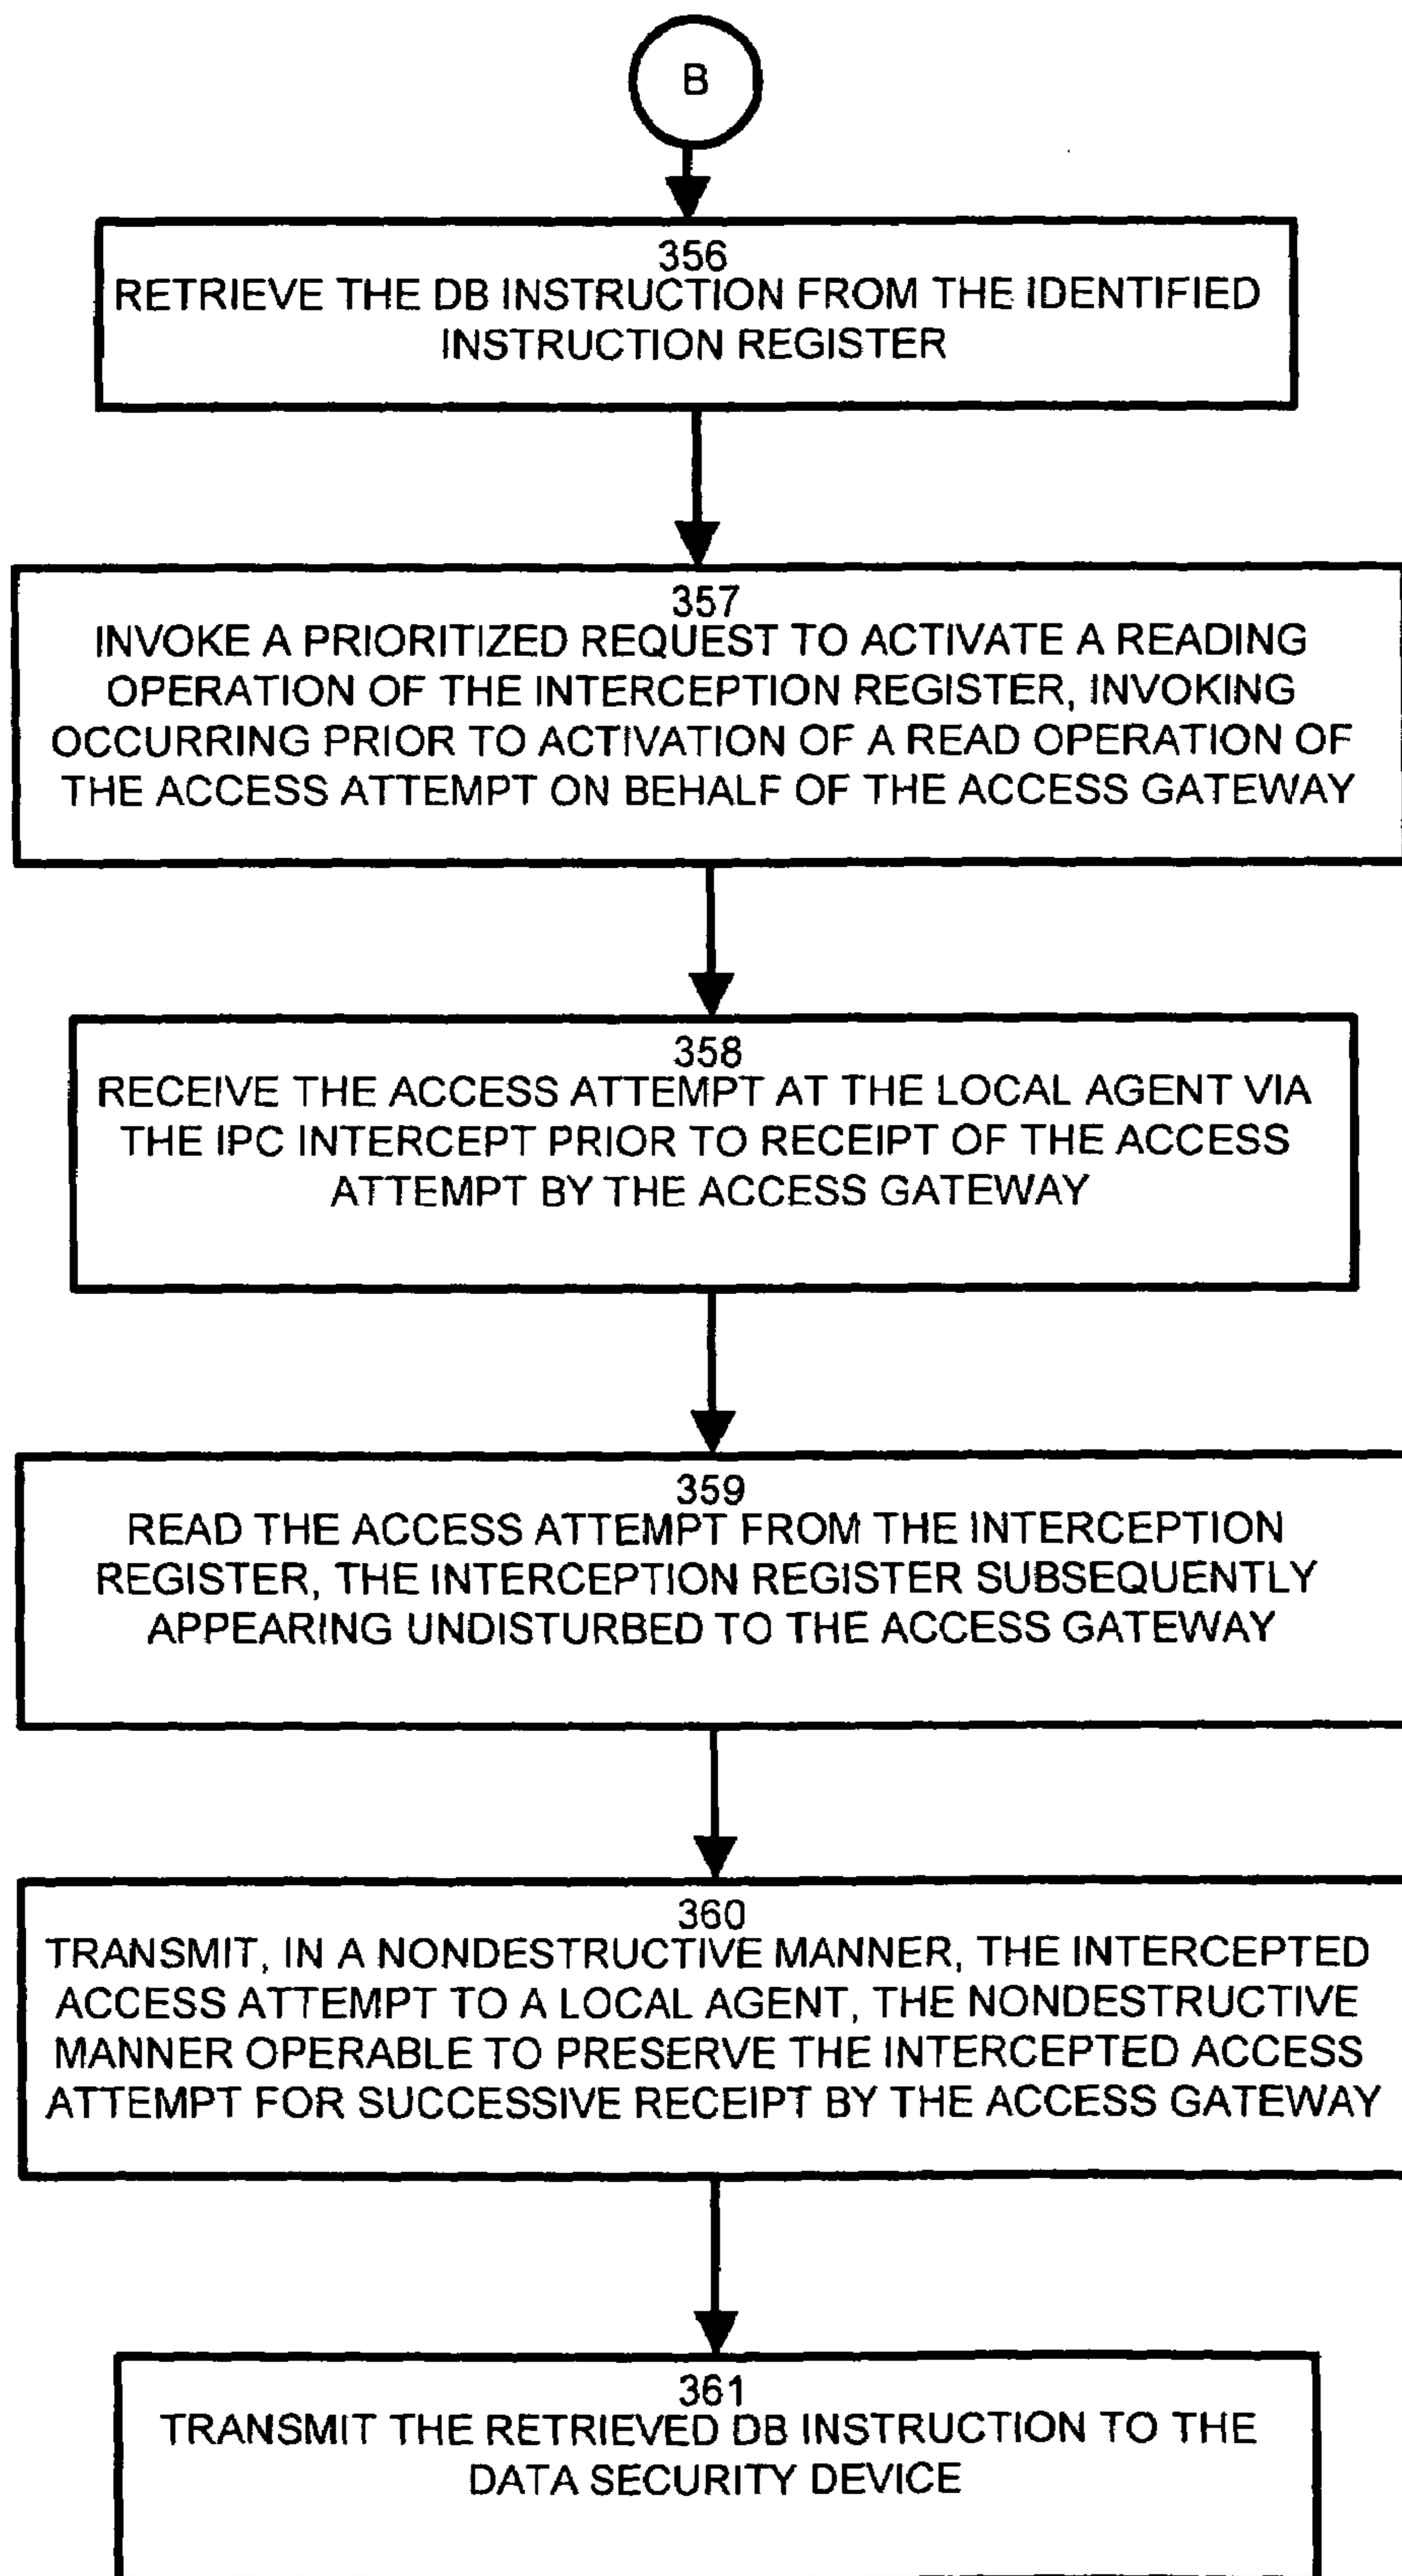 B
356
RETRIEVE THE DB INSTRUCTION FROM THE IDENTIFIED
INSTRUCTION REGISTER
357
INVOKE A PRIORITIZED REQUEST TO ACTIVATE A READING
OPERATION OF THE INTERCEPTION REGISTER, INVOKING
OCCURRING PRIOR TO ACTIVATION OF A READ OPERATION OF
THE ACCESS ATTEMPT ON BEHALF OF THE ACCESS GATEWAY
358
RECEIVE THE ACCESS ATTEMPT AT THE LOCAL AGENT VIA
THE IPC INTERCEPT PRIOR TO RECEIPT OF THE ACCESS
ATTEMPT BY THE ACCESS GATEWAY
359
READ THE ACCESS ATTEMPT FROM THE INTERCEPTION
REGISTER, THE INTERCEPTION REGISTER SUBSEQUENTLY
APPEARING UNDISTURBED TO THE ACCESS GATEWAY
360
TRANSMIT, IN A NONDESTRUCTIVE MANNER, THE INTERCEPTED
ACCESS ATTEMPT TO A LOCAL AGENT, THE NONDESTRUCTIVE
MANNER OPERABLE TO PRESERVE THE INTERCEPTED ACCESS
ATTEMPT FOR SUCCESSIVE RECEIPT BY THE ACCESS GATEWAY
361
TRANSMIT THE RETRIEVED DB INSTRUCTION TO THE
DATA SECURITY DEVICE